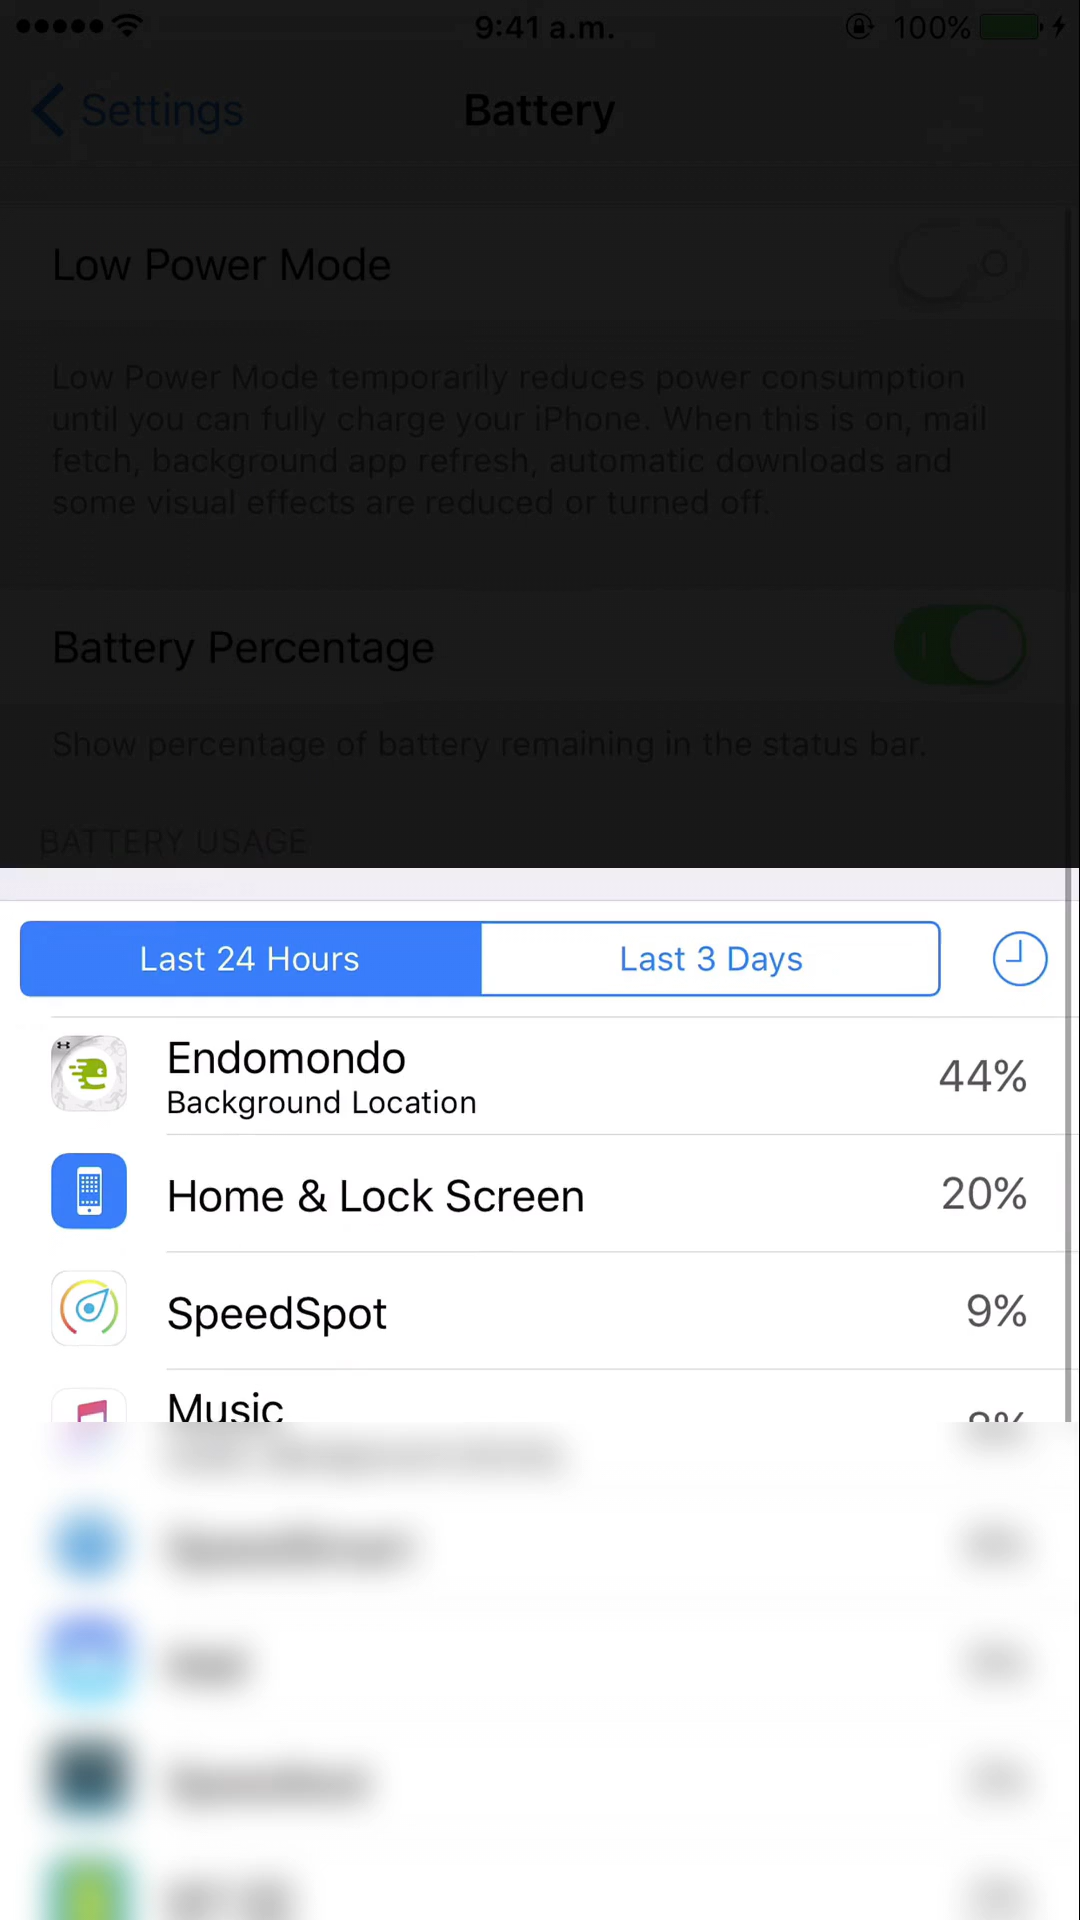 9:41 a.m.
100%
Settings
Battery
Low Power Mode
Low Power Mode temporarily reduces power consumption
until you can fully charge your iPhone. When this is on, mail
fetch, background app refresh, automatic downloads and
some visual effects are reduced or turned off.
Battery Percentage
Show percentage of battery remaining in the status bar.
BATTERY USAGE
Last 24 Hours
Last 3 Days
Endomondo
44%
Background Location
Home & Lock Screen
20%
SpeedSpot
9%
Music